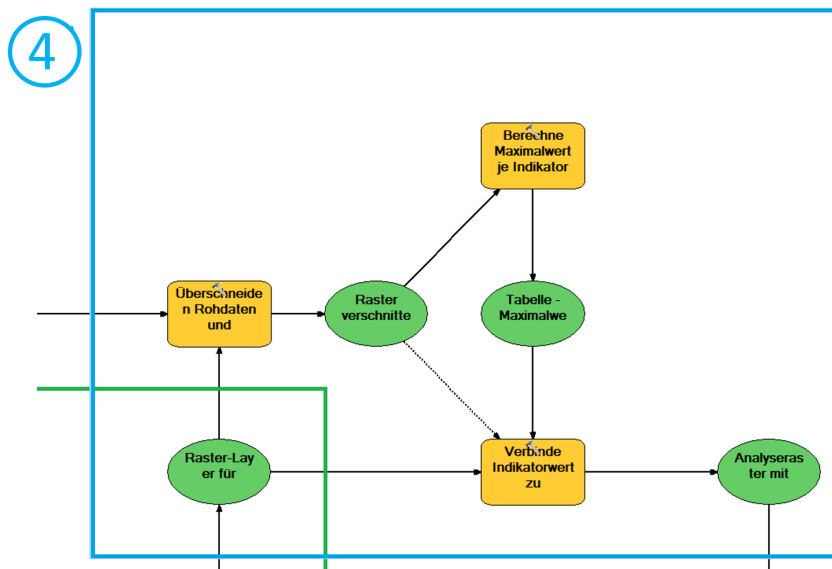 4
Berechne
Maximalwert
je Indikator
Überschneide
n Rohdaten
und
Raster
verschnitte
Tabelle -
Maximalwe
Raster-Lay
er für
Verbinde
Indikatorwert
zu
Analyseras
ter mit